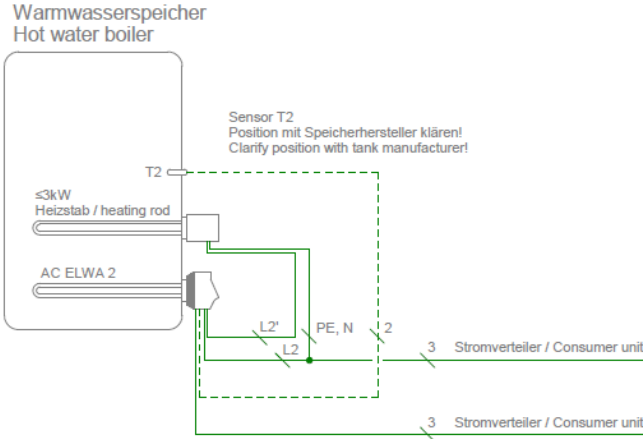 Warmwasserspeicher
Hot water boiler
Sensor T2
Position mit Speicherhersteller klären!
Clarify position with tank manufacturer!
T2
≤3kW
Heizstab / heating rod
AC ELWA 2
L2'
PE, N
2
L2
3
Stromverteiler / Consumer unit
3
Stromverteiler / Consumer unit